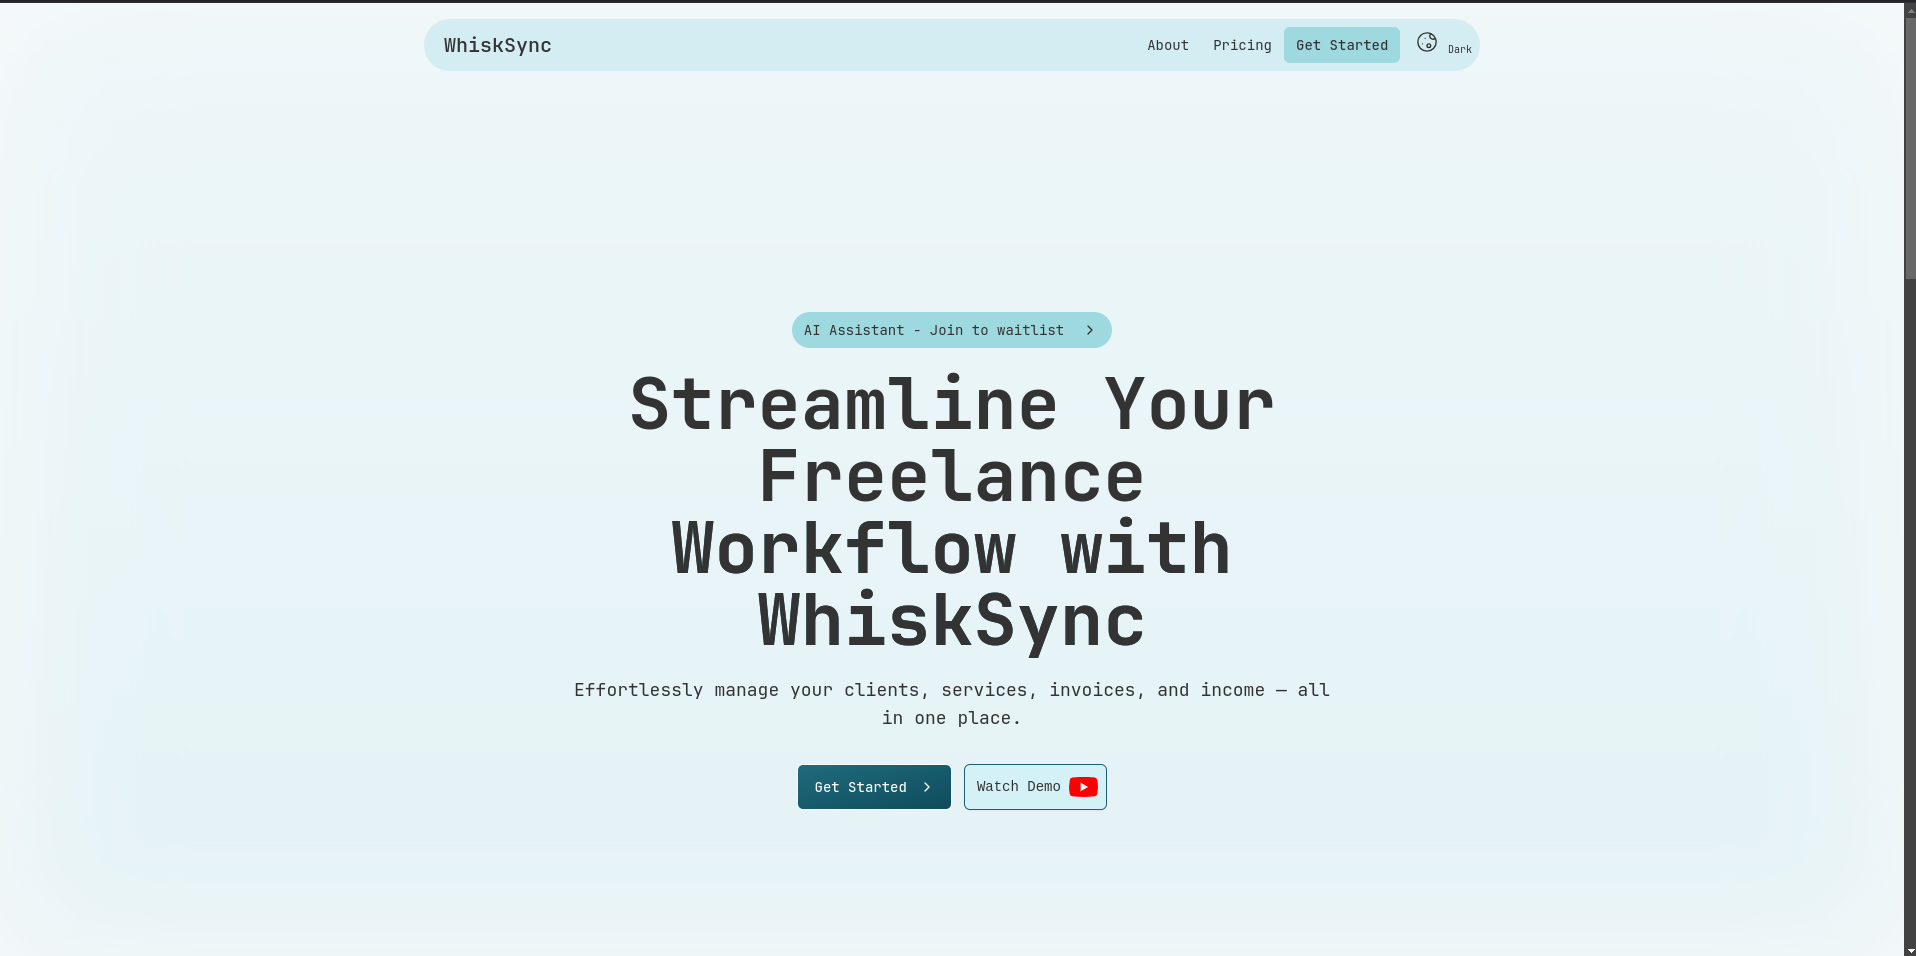 WhiskSync
About Pricing Get Started Dark
AI Assistant - Join to waitlist
Streamline Your
Freelance
Workflow with
WhiskSync
Effortlessly manage your clients, services, invoices, and income — all
in one place.
Get Started
Watch Demo